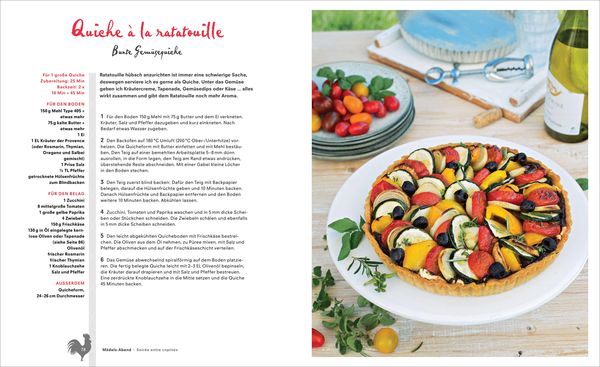 Quiche à la ratatouille
Bunte Gemüsequiche
Für 1 große Quiche
Zubereitung: 25 Min
Backzeit: 2 x
10 Min + 45 Min
FÜR DEN BODEN
150 g Mehl Type 405 +
etwas mehr
75 g kalte Butter +
etwas mehr
1 Ei
1 EL Kräuter der Provence
(oder Rosmarin, Thymian,
Oregano und Salbei
gemischt)
1 Prise Salz
½ TL Pfeffer
getrocknete Hülsenfrüchte
zum Blindbacken
FÜR DEN BELAG
1 Zucchini
8 mittelgroße Tomaten
1 große gelbe Paprika
4 Zwiebeln
150 g Frischkäse
130 g in Öl eingelegte kern-
lose Oliven oder Tapenade
(siehe Seite 86)
Olivenöl
frischer Rosmarin
frischer Thymian
1 Knoblauchzehe
Salz und Pfeffer
AUSSERDEM
Quicheform,
24–26 cm Durchmesser
Ratatouille hübsch anzurichten ist immer eine schwierige Sache,
deswegen serviere ich es gerne als Quiche. Unter das Gemüse
geben ich Kräutercreme, Tapenade, Gemüsedips oder Käse ... alles
wirkt zusammen und gibt dem Ratatouille noch mehr Aroma.
1 Für den Boden 150 g Mehl mit 75 g Butter und dem Ei verkneten.
Kräuter, Salz und Pfeffer dazugeben und kurz einkneten. Nach
Bedarf etwas Wasser zugeben.
2 Den Backofen auf 180 °C Umluft (200 °C Ober-/Unterhitze) vor-
heizen. Die Quicheform mit Butter einfetten und mit Mehl bestäu-
ben. Den Teig auf einer bemehlten Arbeitsplatte 5–8 mm dünn
ausrollen, in die Form legen, den Teig am Rand etwas andrücken,
überstehende Reste abschneiden. Mit einer Gabel kleine Löcher
in den Boden stechen.
3 Den Teig zuerst blind backen: Dafür den Teig mit Backpapier
belegen, darauf die Hülsenfrüchte geben und 10 Minuten backen.
Danach Hülsenfrüchte und Backpapier entfernen und den Boden
weitere 10 Minuten backen. Abkühlen lassen.
4 Zucchini, Tomaten und Paprika waschen und in 5 mm dicke Schei-
ben oder Stückchen schneiden. Die Zwiebeln schälen und ebenfalls
in 5 mm dicke Scheiben schneiden.
5 Den leicht abgekühlten Quicheboden mit Frischkäse bestrei-
chen. Die Oliven aus dem Öl nehmen, zu Püree mixen, mit Salz und
Pfeffer abschmecken und auf der Frischkäseschicht verteilen.
6 Das Gemüse abwechselnd spiralförmig auf dem Boden platzie-
ren. Die fertig belegte Quiche leicht mit 2–3 EL Olivenöl bepinseln,
die Kräuter darauf drapieren und mit Salz und Pfeffer bestreuen.
Eine zerdrückte Knoblauchzehe in die Mitte setzen und die Quiche
45 Minuten backen.
Mädels-Abend – Soirée entre copines